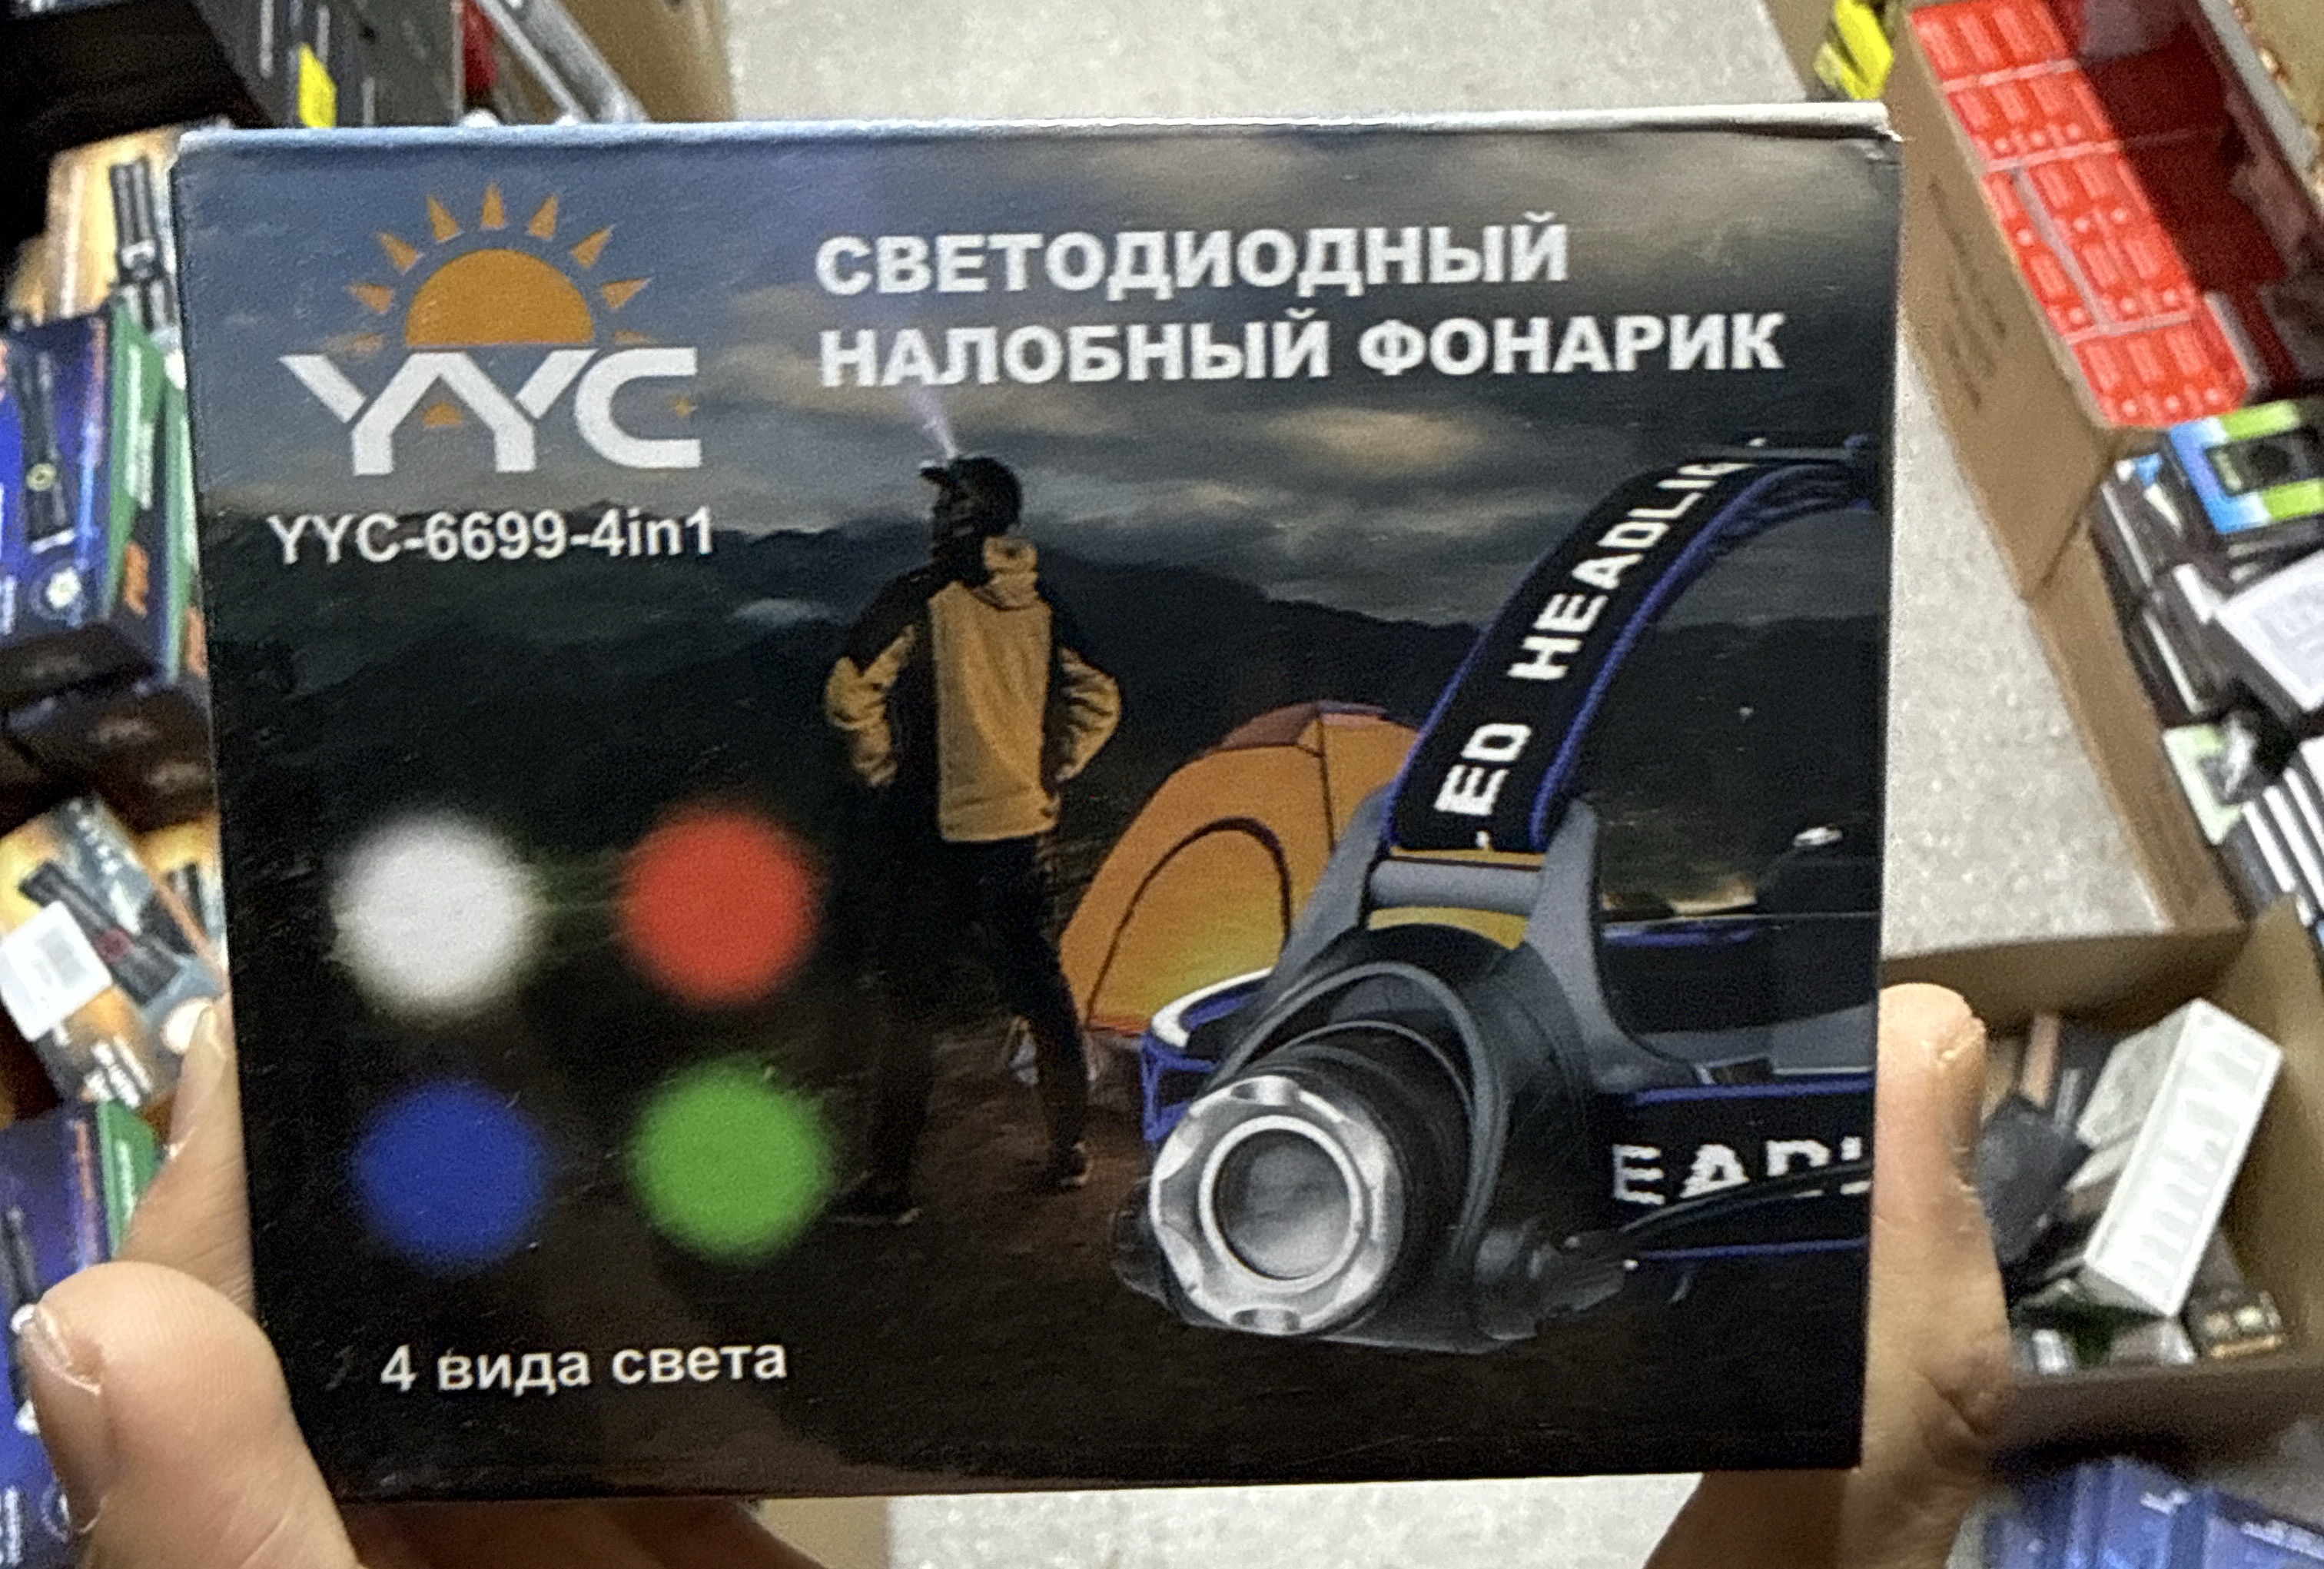 YYC
YYC-6699-4in1
СВЕТОДИОДНЫЙ
НАЛОБНЫЙ ФОНАРИК
4 вида света